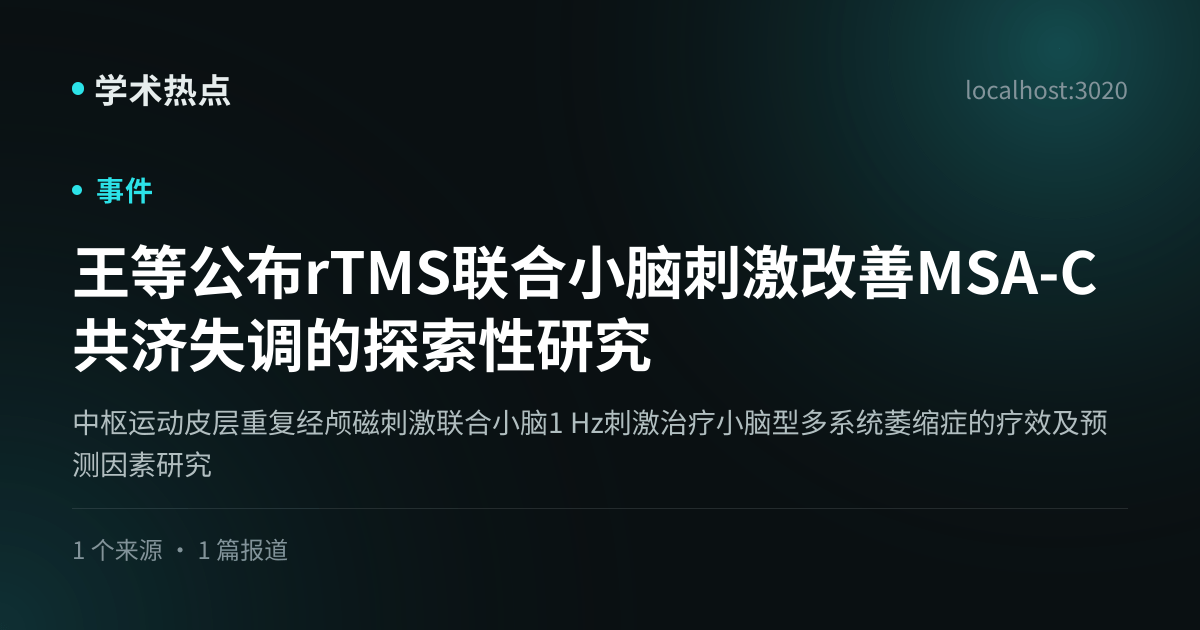 学术热点
localhost:3020
事件
王等公布rTMS联合小脑刺激改善MSA-C
共济失调的探索性研究
中枢运动皮层重复经颅磁刺激联合小脑1 Hz刺激治疗小脑型多系统萎缩症的疗效及预
测因素研究
1 个来源 · 1 篇报道